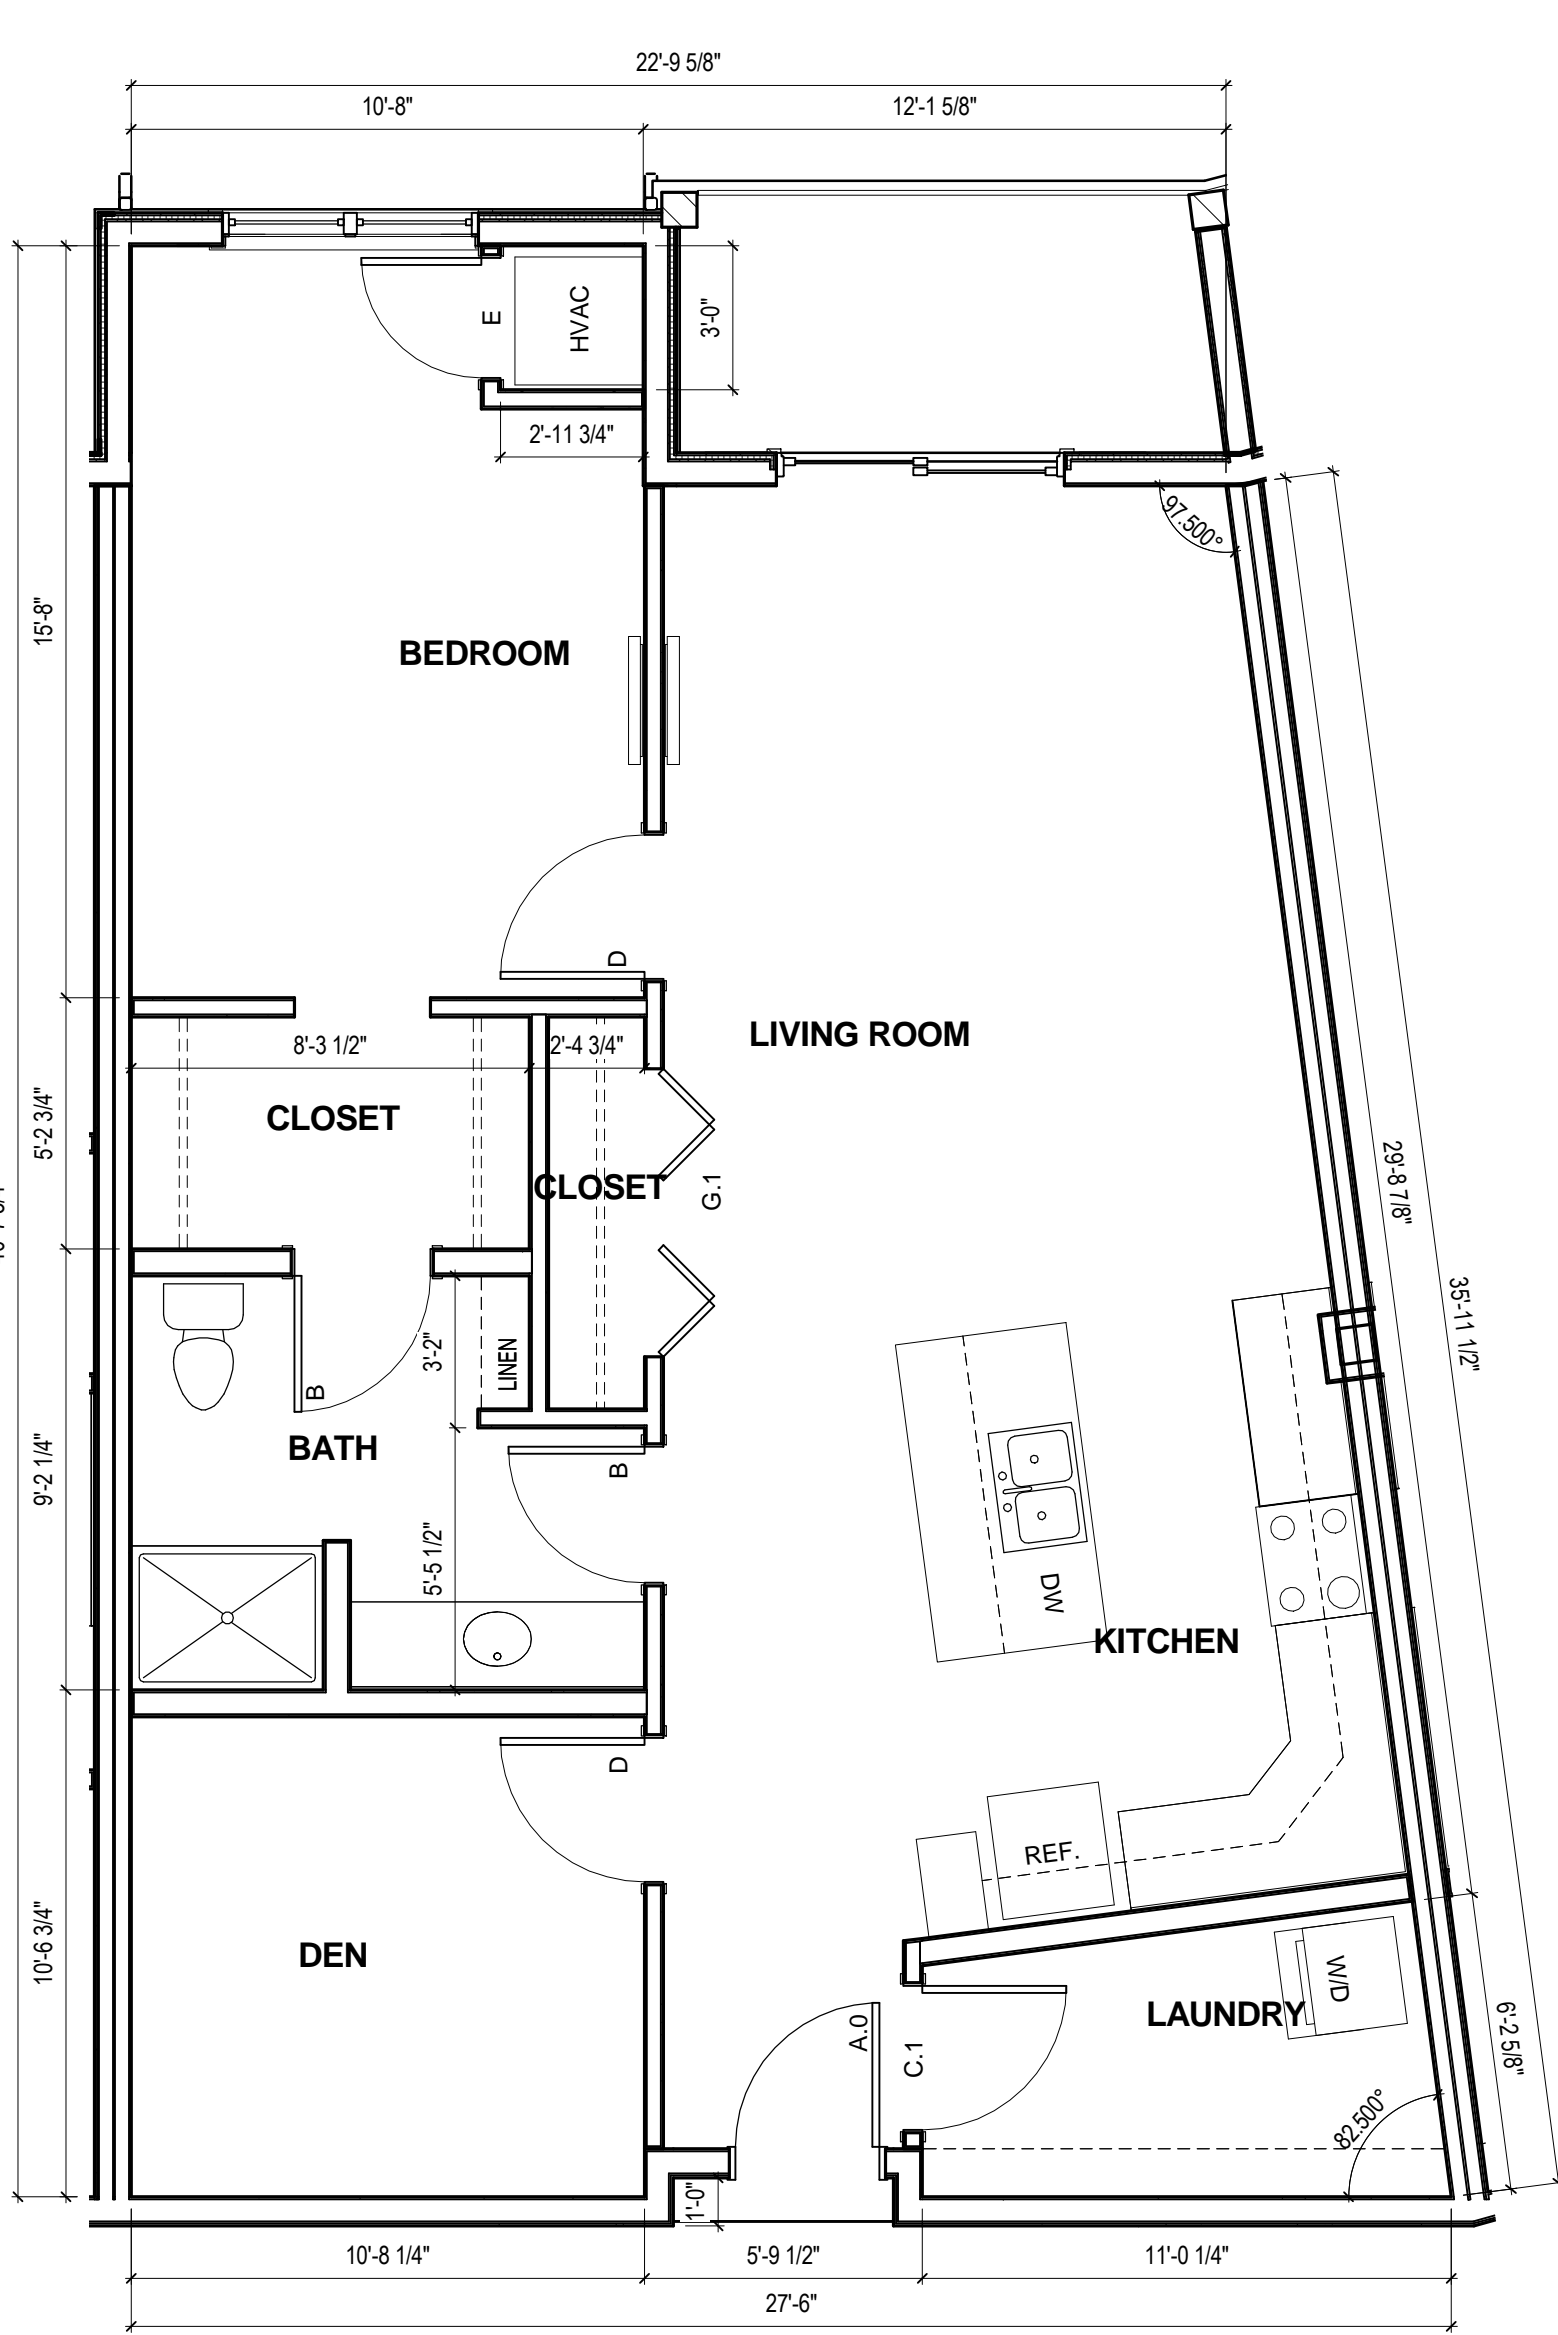 22'-9 5/8"
10'-8"
12'-1 5/8"
E
HVAC
3'-0"
2'-11 3/4"
97.500°
15'-8"
BEDROOM
D
LIVING ROOM
8'-3 1/2"
2'-4 3/4"
5'-2 3/4"
CLOSET
CLOSET
G.1
29'-8 7/8"
35'-11 1/2"
3'-2"
LINEN
B
BATH
B
9'-2 1/4"
5'-5 1/2"
DW
KITCHEN
D
REF.
10'-6 3/4"
DEN
W/D
LAUNDRY
A.0
C.1
6'-2 5/8"
82.500°
1'-0"
10'-8 1/4"
5'-9 1/2"
11'-0 1/4"
27'-6"